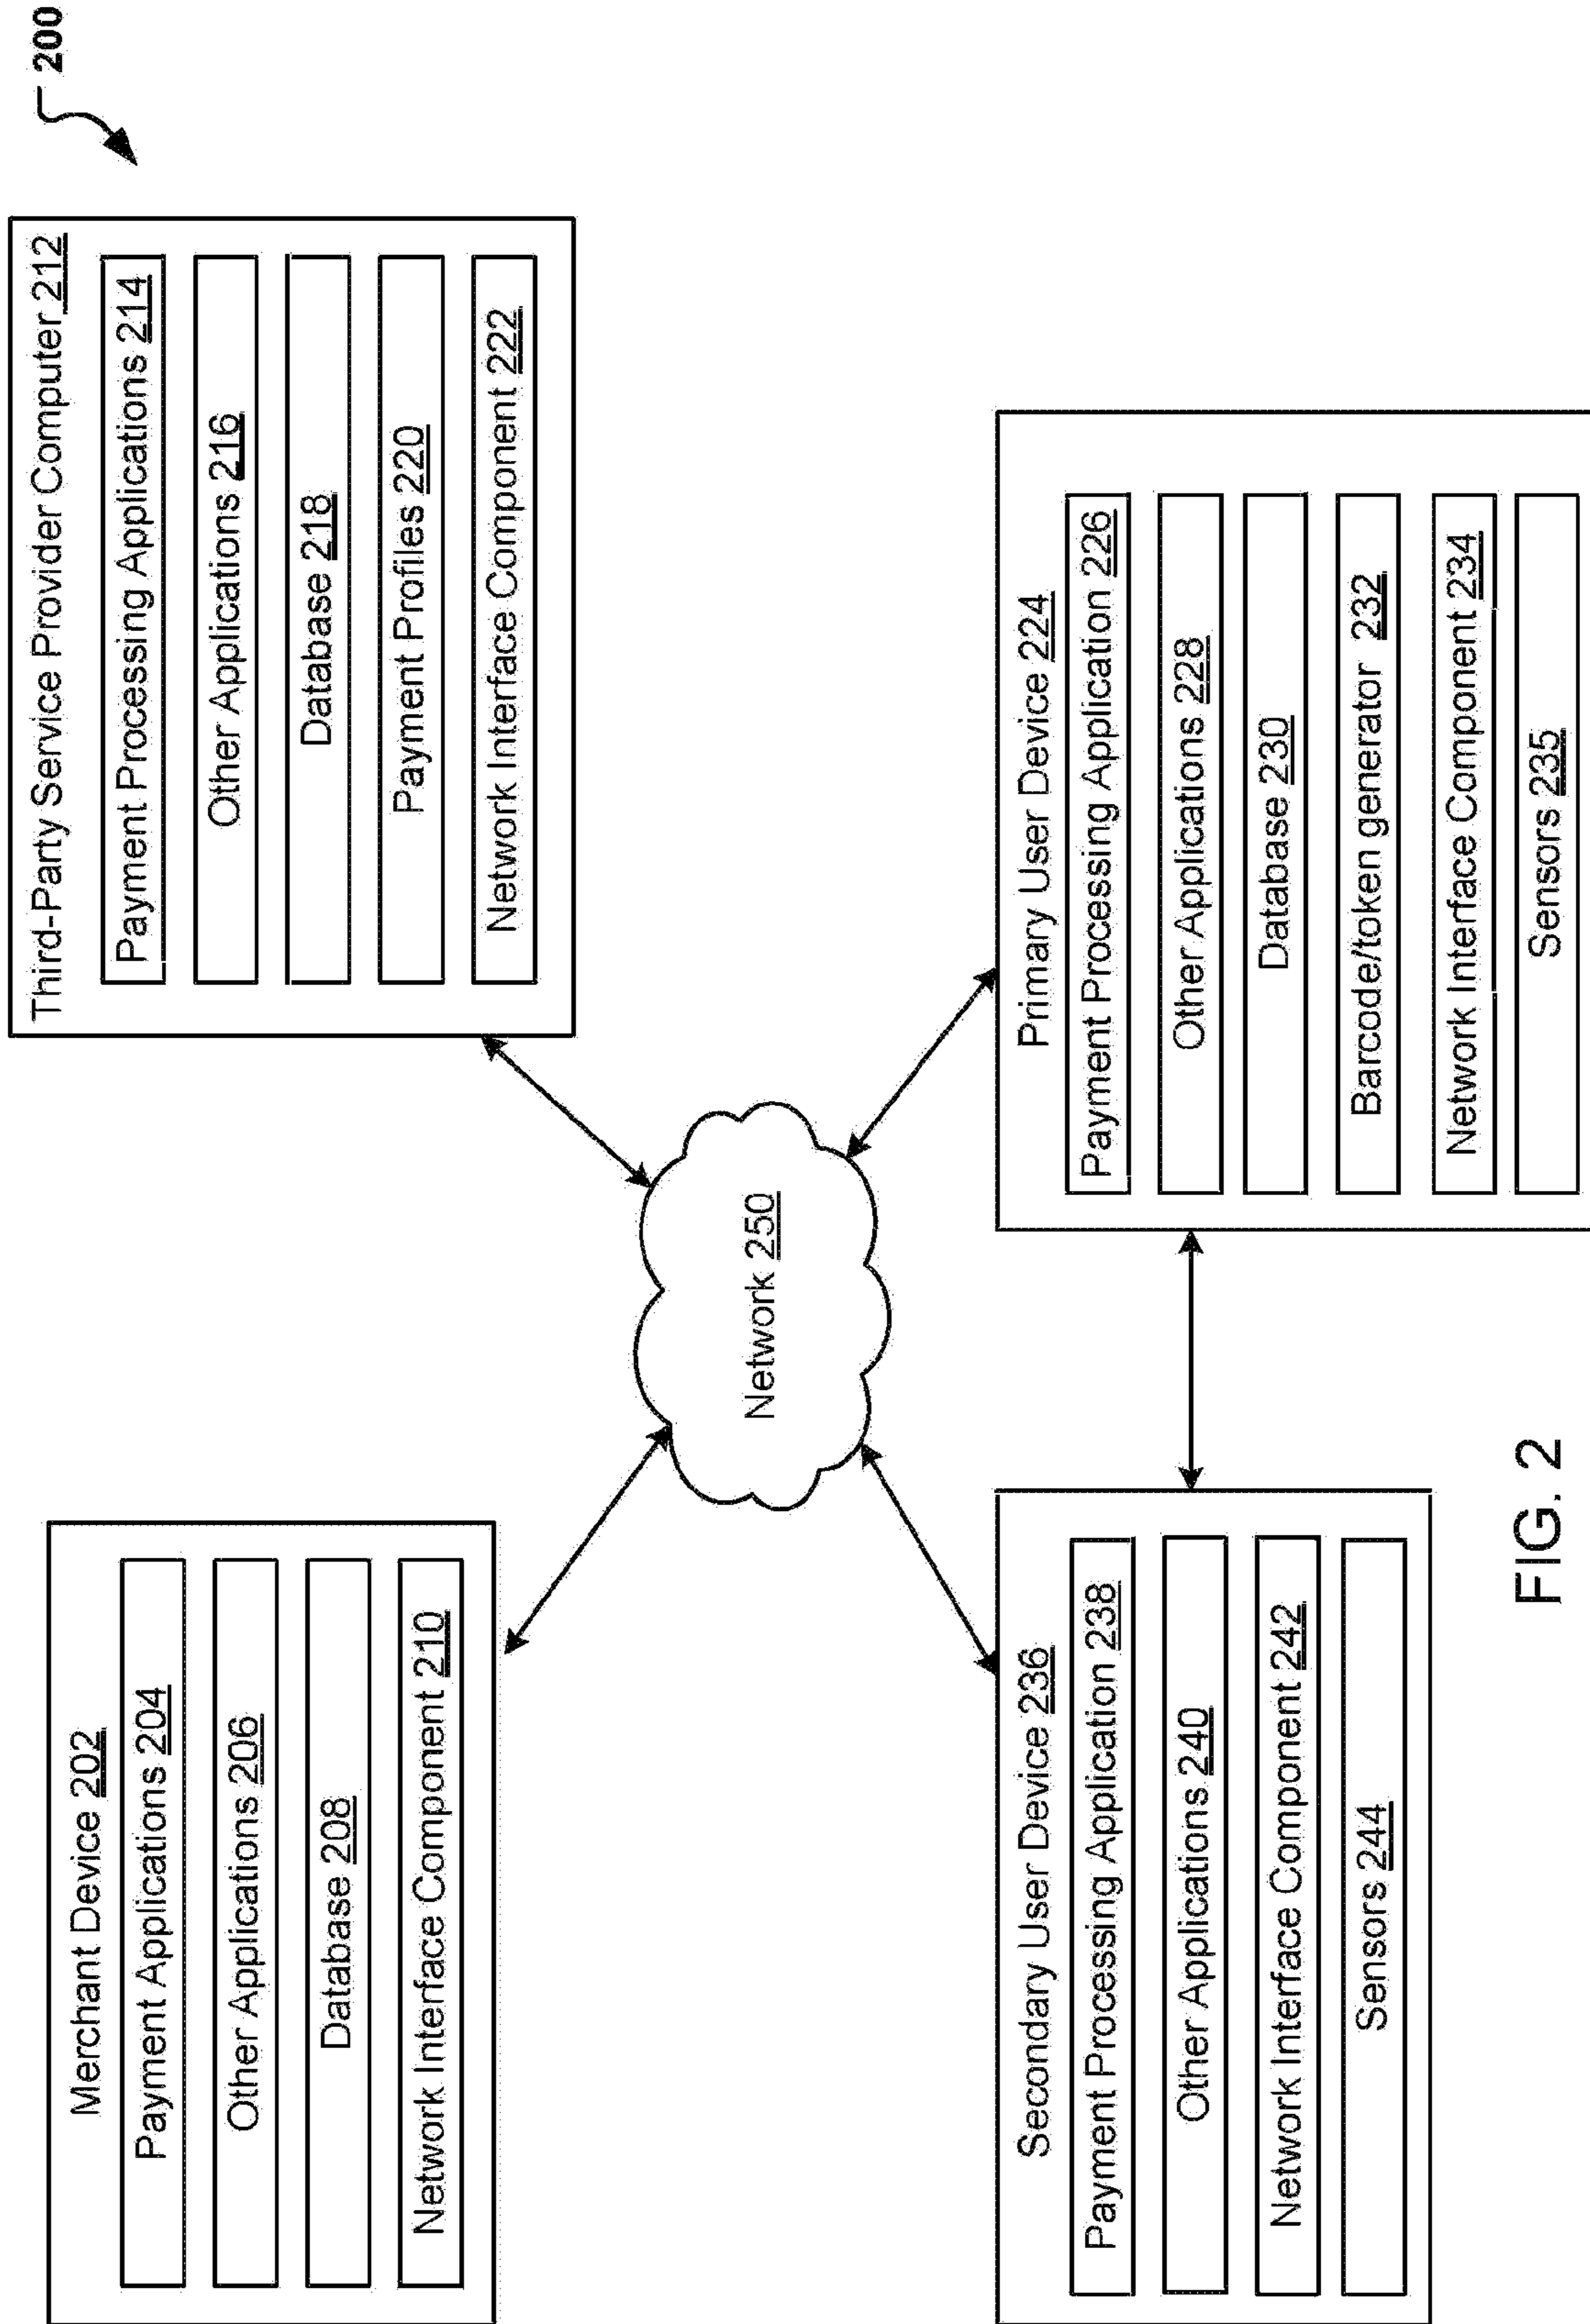 200
Merchant Device 202
Payment Applications 204
Other Applications 206
Database 208
Network Interface Component 210
Third-Party Service Provider Computer 212
Payment Processing Applications 214
Other Applications 216
Database 218
Payment Profiles 220
Network Interface Component 222
Network 250
Secondary User Device 236
Payment Processing Application 238
Other Applications 240
Network Interface Component 242
Sensors 244
Primary User Device 224
Payment Processing Application 226
Other Applications 228
Database 230
Barcode/token generator 232
Network Interface Component 234
Sensors 235
FIG. 2